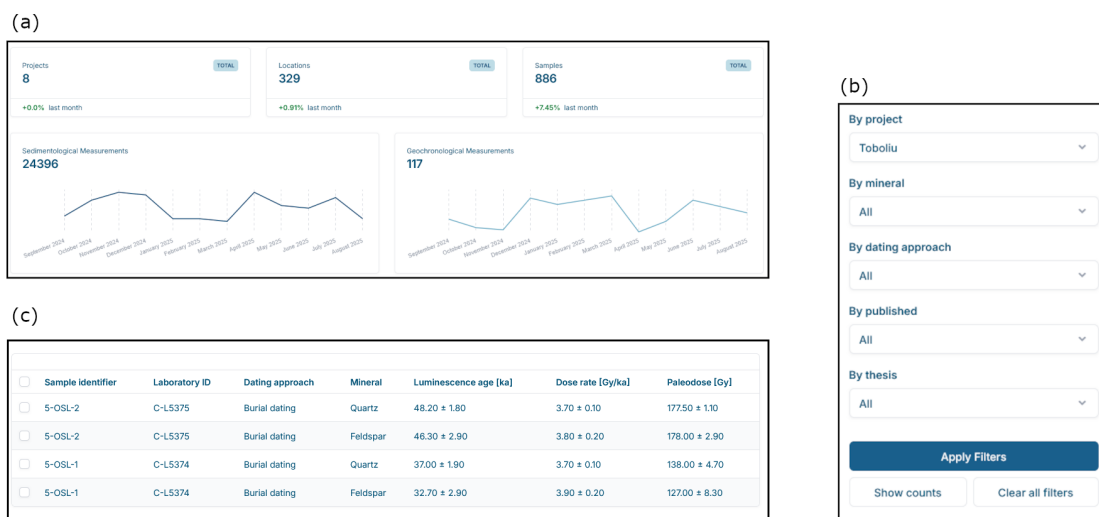 (a)
Projects TOTAL
8
+0.0% last month
Locations TOTAL
329
+0.91% last month
Samples TOTAL
886
+7.45% last month
Sedimentological Measurements
24396
September 2024 October 2024 November 2024 December 2024 January 2025 Feburary 2025 March 2025 April 2025 May 2025 June 2025 July 2025 August 2025
Geochronological Measurements
117
September 2024 October 2024 November 2024 December 2024 January 2025 Feburary 2025 March 2025 April 2025 May 2025 June 2025 July 2025 August 2025
(b)
By project
Toboliu
By mineral
All
By dating approach
All
By published
All
By thesis
All
Apply Filters
Show counts Clear all filters
(c)
Sample identifier Laboratory ID Dating approach Mineral Luminescence age [ka] Dose rate [Gy/ka] Paleodose [Gy]
5-OSL-2 C-L5375 Burial dating Quartz 48.20 ± 1.80 3.70 ± 0.10 177.50 ± 1.10
5-OSL-2 C-L5375 Burial dating Feldspar 46.30 ± 2.90 3.80 ± 0.20 178.00 ± 2.90
5-OSL-1 C-L5374 Burial dating Quartz 37.00 ± 1.90 3.70 ± 0.10 138.00 ± 4.70
5-OSL-1 C-L5374 Burial dating Feldspar 32.70 ± 2.90 3.90 ± 0.20 127.00 ± 8.30